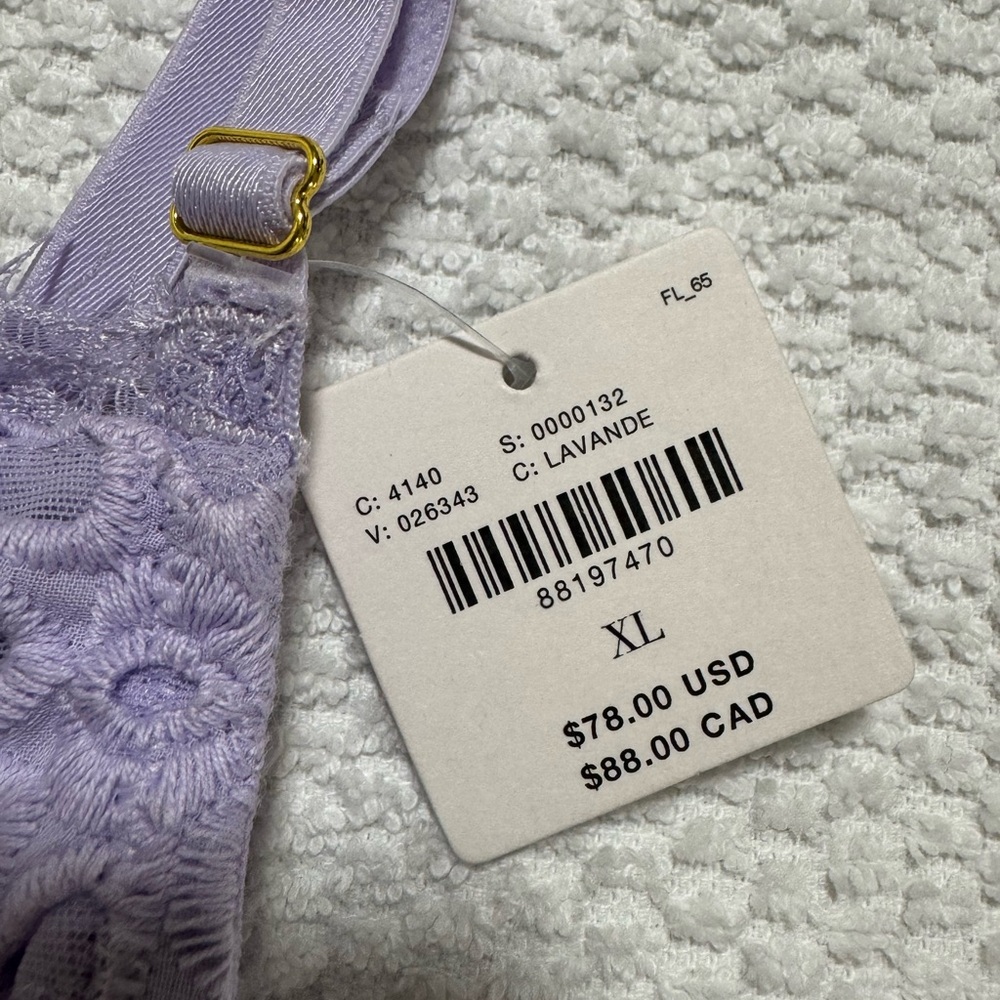 FL_65
C: 4140 S: 0000132
V: 026343 C: LAVANDE
88197470
XL
$78.00 USD
$88.00 CAD